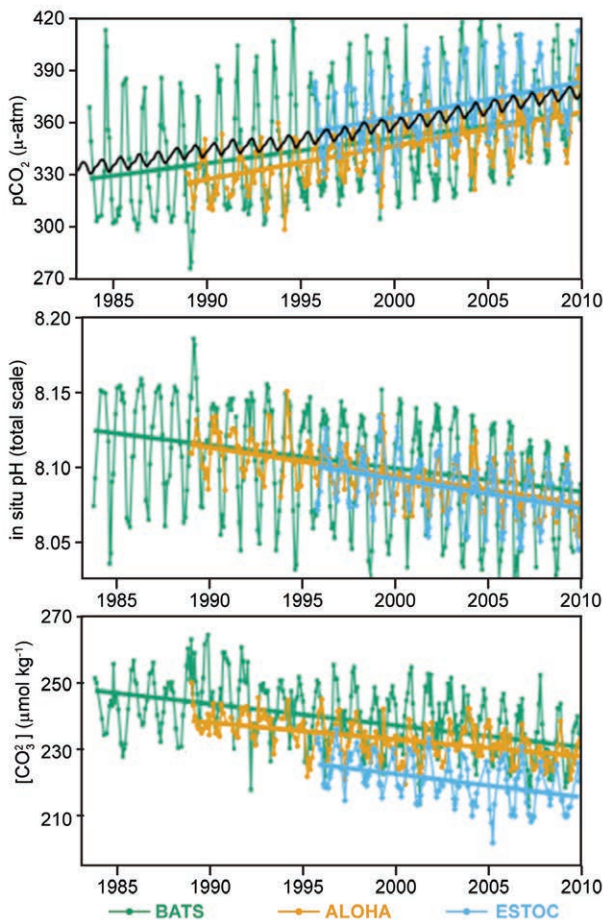 420
390
360
330
300
270
pCO₂ (µ-atm)
1985 1990 1995 2000 2005 2010
8.20
8.15
8.10
8.05
in situ pH (total scale)
1985 1990 1995 2000 2005 2010
270
250
230
210
[CO₃²] (µmol kg⁻¹)
1985 1990 1995 2000 2005 2010
BATS ALOHA ESTOC